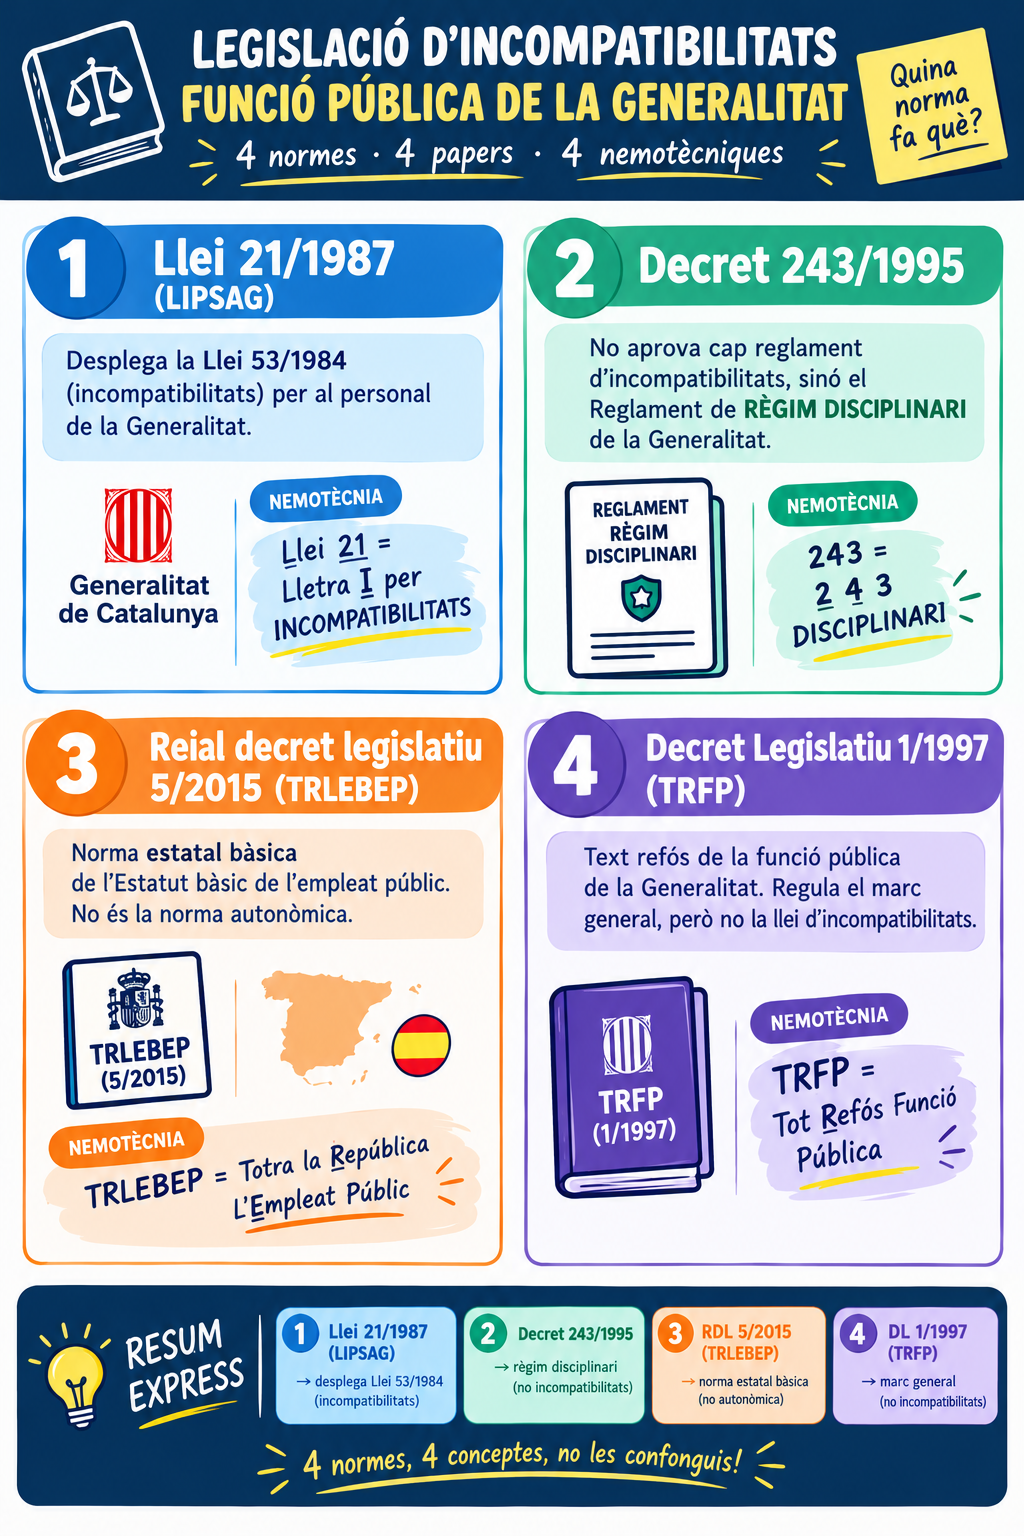 LEGISLACIÓ D'INCOMPATIBILITATS
FUNCIÓ PÚBLICA DE LA GENERALITAT
4 normes · 4 papers · 4 nemotècniques
Quina
norma
fa què?
1
Llei 21/1987
(LIPSAG)
Desplega la Llei 53/1984
(incompatibilitats) per al personal
de la Generalitat.
Generalitat
de Catalunya
NEMOTÈCNIA
Llei 21 =
Lletra I per
INCOMPATIBILITATS
2
Decret 243/1995
No aprova cap reglament
d'incompatibilitats, sinó el
Reglament de RÈGIM DISCIPLINARI
de la Generalitat.
REGLAMENT
RÈGIM
DISCIPLINARI
NEMOTÈCNIA
243 =
2 4 3
DISCIPLINARI
3
Reial decret legislatiu
5/2015 (TRLEBEP)
Norma estatal bàsica
de l'Estatut bàsic de l'empleat públic.
No és la norma autonòmica.
TRLEBEP
(5/2015)
NEMOTÈCNIA
TRLEBEP = Totra la República
L'Empleat Públic
4
Decret Legislatiu 1/1997
(TRFP)
Text refós de la funció pública
de la Generalitat. Regula el marc
general, però no la llei d'incompatibilitats.
TRFP
(1/1997)
NEMOTÈCNIA
TRFP =
Tot Refós Funció
Pública
RESUM
EXPRESS
1
Llei 21/1987
(LIPSAG)
→ desplega Llei 53/1984
(incompatibilitats)
2
Decret 243/1995
→ règim disciplinari
(no incompatibilitats)
3
RDL 5/2015
(TRLEBEP)
→ norma estatal bàsica
(no autonòmica)
4
DL 1/1997
(TRFP)
→ marc general
(no incompatibilitats)
4 normes, 4 conceptes, no les confonguis!